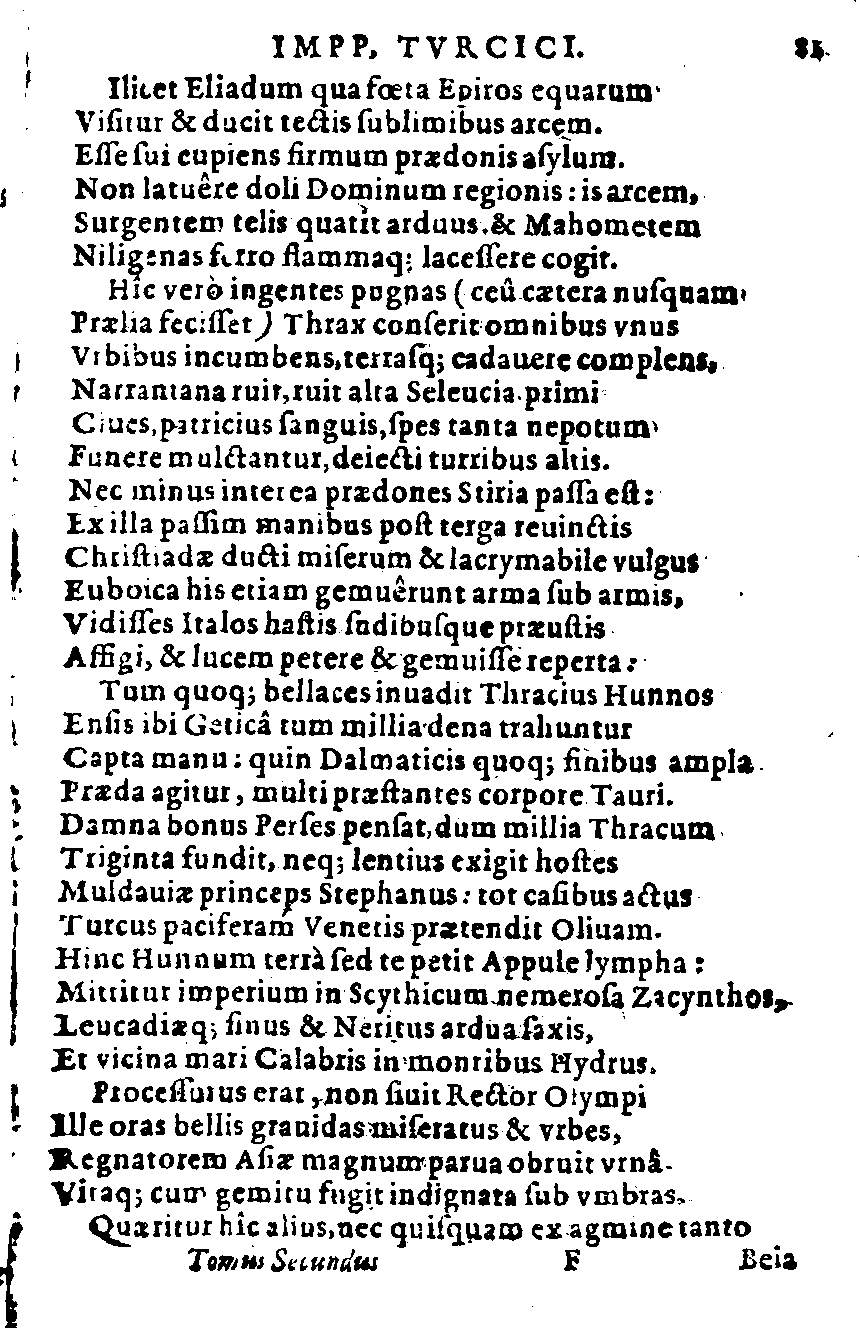 IMPP. TVRCICI. 81.
Ilicet Eliadum qua fœta Epiros equarum
Viſitur & ducit tectis ſublimibus arcem.
Eſſe ſui cupiens firmum prædonis aſylum.
Non latuêre doli Dominum regionis: is arcem,
Surgentem telis quatit arduus. & Mahometem
Niligenas ferro flammaq; laceſſere cogit.
Hîc verò ingentes pugnas (ceû cætera nuſquam
Prælia feciſſet) Thrax conſerit omnibus vnus
Vrbibus incumbens, terraſq; cadauere complens,
Narrantana ruit, ruit alta Seleucia. primi
Ciues, patricius ſanguis, ſpes tanta nepotum
Funere mulctantur, deiecti turribus altis.
Nec minus interea prædones Stiria paſſa eſt:
Ex illa paſſim manibus poſt terga reuinctis
Chriſtiadæ ducti miſerum & lacrymabile vulgus
Euboica his etiam gemuêrunt arma ſub armis,
Vidiſſes Italos haſtis ſudibuſque præuſtis
Affigi, & lucem petere & gemuiſſe reperta:
Tum quoq; bellaces inuadit Thracius Hunnos
Enſis ibi Geticâ tum millia dena trahuntur
Capta manu: quin Dalmaticis quoq; finibus ampla
Præda agitur, multi præſtantes corpore Tauri.
Damna bonus Perſes penſat, dum millia Thracum
Triginta fundit, neq; lentius exigit hoſtes
Muldauiæ princeps Stephanus: tot caſibus actus
Turcus paciferam Venetis prætendit Oliuam.
Hinc Hunnum terrà ſed te petit Appule lympha:
Mittitur imperium in Scythicum nemeroſa Zacynthos,
Leucadiæq; ſinus & Neritus ardua ſaxis,
Et vicina mari Calabris in montibus Hydrus.
Proceſſurus erat, non ſiuit Rector Olympi
Ille oras bellis grauidas miſeratus & vrbes,
Regnatorem Aſiæ magnum parua obruit vrnâ.
Vitaq; cum gemitu fugit indignata ſub vmbras.
Quæritur hîc alius, nec quiſquam ex agmine tanto
Tomus Secundus F Beia